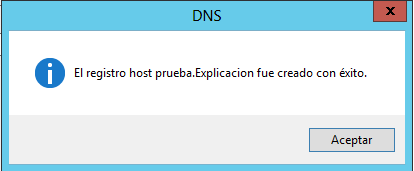 DNS
El registro host prueba.Explicacion fue creado con éxito.
Aceptar